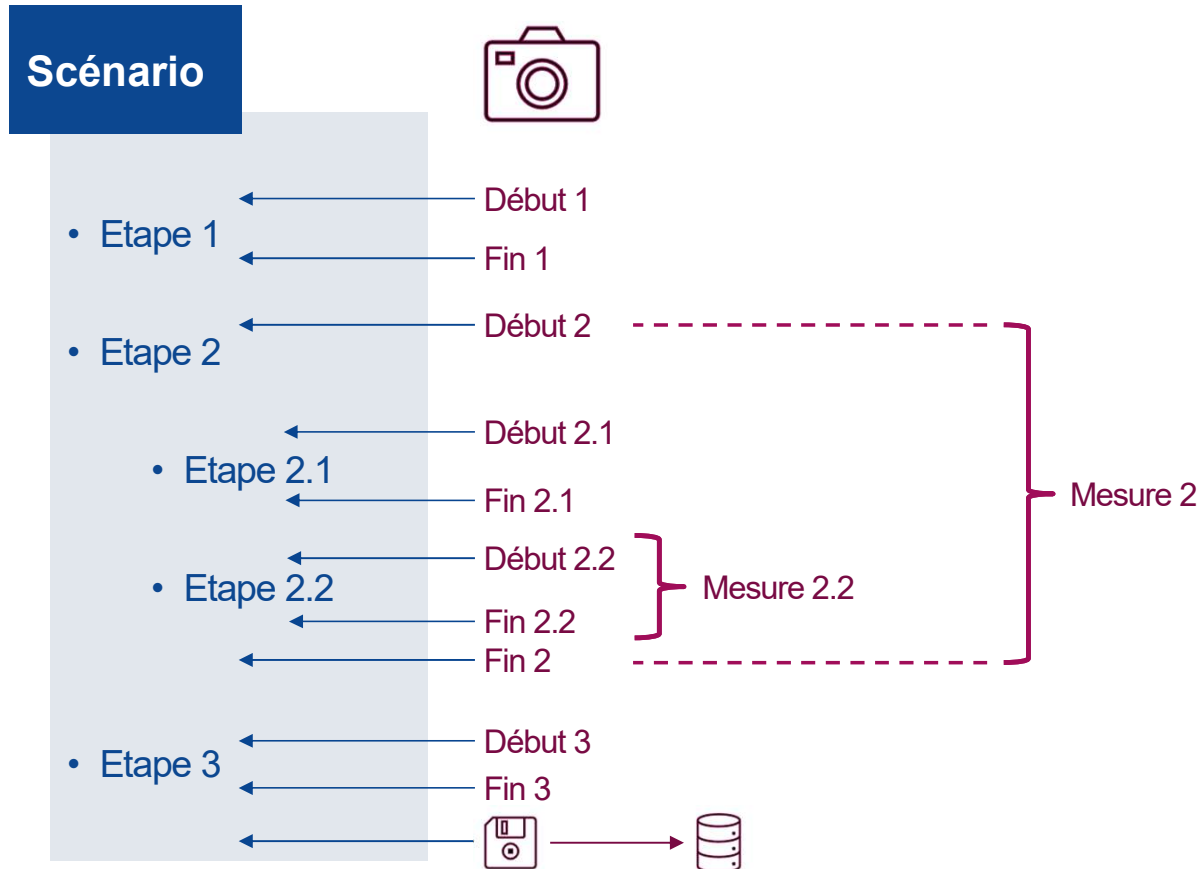 Scénario
Début 1
• Etape 1
Fin 1
Début 2
• Etape 2
Début 2.1
• Etape 2.1
Fin 2.1
Mesure 2
Début 2.2
• Etape 2.2
Mesure 2.2
Fin 2.2
Fin 2
Début 3
• Etape 3
Fin 3